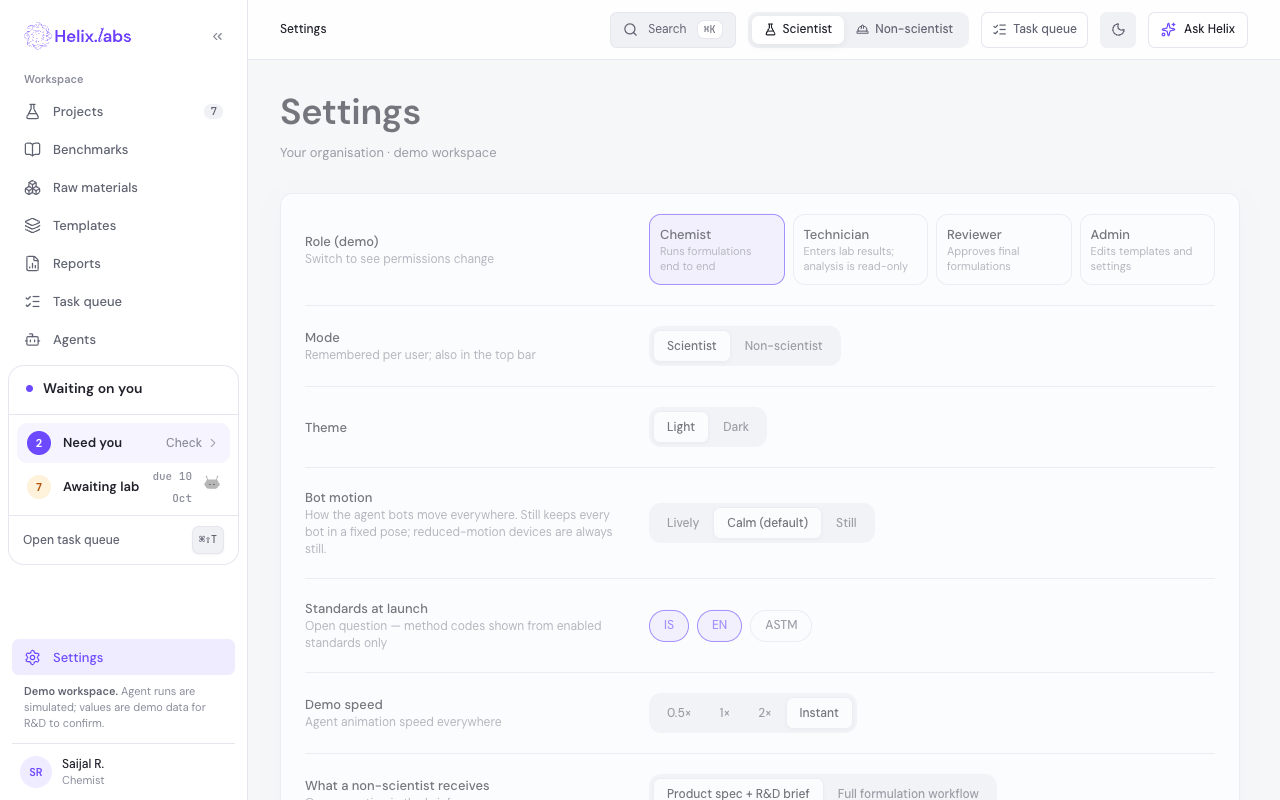 Helix.labs
Workspace
Projects 7
Benchmarks
Raw materials
Templates
Reports
Task queue
Agents
Waiting on you
2 Need you Check
7 Awaiting lab due 10 Oct
Open task queue ⌘⇧T
Settings
Demo workspace. Agent runs are
simulated; values are demo data for
R&D to confirm.
SR Saijal R.
Chemist
Settings
Search ⌘K
Scientist Non-scientist
Task queue
Ask Helix
Settings
Your organisation · demo workspace
Role (demo)
Switch to see permissions change
Chemist
Runs formulations
end to end
Technician
Enters lab results;
analysis is read-only
Reviewer
Approves final
formulations
Admin
Edits templates and
settings
Mode
Remembered per user; also in the top bar
Scientist Non-scientist
Theme
Light Dark
Bot motion
How the agent bots move everywhere. Still keeps every
bot in a fixed pose; reduced-motion devices are always
still.
Lively Calm (default) Still
Standards at launch
Open question — method codes shown from enabled
standards only
IS EN ASTM
Demo speed
Agent animation speed everywhere
0.5× 1× 2× Instant
What a non-scientist receives
Product spec + R&D brief Full formulation workflow